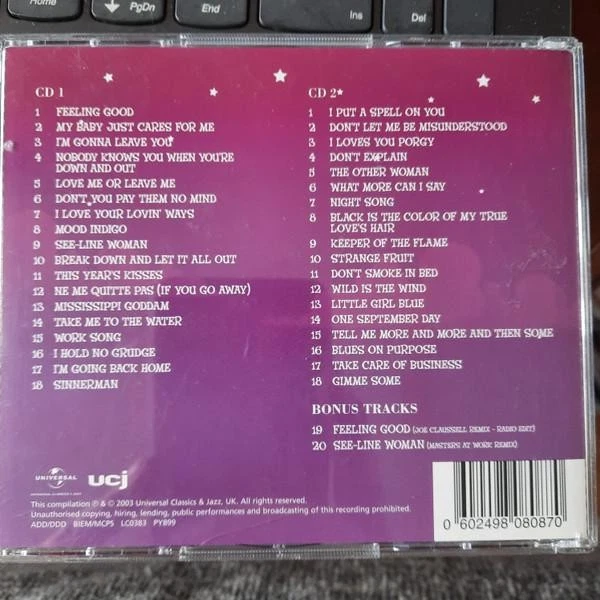 Home
PgDn
End
Ins
Del
CD 1
1 FEELING GOOD
2 MY BABY JUST CARES FOR ME
3 I'M GONNA LEAVE YOU
4 NOBODY KNOWS YOU WHEN YOU'RE
DOWN AND OUT
5 LOVE ME OR LEAVE ME
6 DON'T YOU PAY THEM NO MIND
7 I LOVE YOUR LOVIN' WAYS
8 MOOD INDIGO
9 SEE-LINE WOMAN
10 BREAK DOWN AND LET IT ALL OUT
11 THIS YEAR'S KISSES
12 NE ME QUITTE PAS (IF YOU GO AWAY)
13 MISSISSIPPI GODDAM
14 TAKE ME TO THE WATER
15 WORK SONG
16 I HOLD NO GRUDGE
17 I'M GOING BACK HOME
18 SINNERMAN
CD 2
1 I PUT A SPELL ON YOU
2 DON'T LET ME BE MISUNDERSTOOD
3 I LOVES YOU PORGY
4 DON'T EXPLAIN
5 THE OTHER WOMAN
6 WHAT MORE CAN I SAY
7 NIGHT SONG
8 BLACK IS THE COLOR OF MY TRUE
LOVE'S HAIR
9 KEEPER OF THE FLAME
10 STRANGE FRUIT
11 DON'T SMOKE IN BED
12 WILD IS THE WIND
13 LITTLE GIRL BLUE
14 ONE SEPTEMBER DAY
15 TELL ME MORE AND MORE AND THEN SOME
16 BLUES ON PURPOSE
17 TAKE CARE OF BUSINESS
18 GIMME SOME
BONUS TRACKS
19 FEELING GOOD (JOE CLAUSSELL REMIX - RADIO EDIT)
20 SEE-LINE WOMAN (MASTERS AT WORK REMIX)
UNIVERSAL
ucj
This compilation ℗ & © 2003 Universal Classics & Jazz, UK. All rights reserved.
Unauthorised copying, hiring, lending, public performances and broadcasting of this recording prohibited.
ADD/DDD BIEM/MCPS LC0383 PY899
0 602498 080870